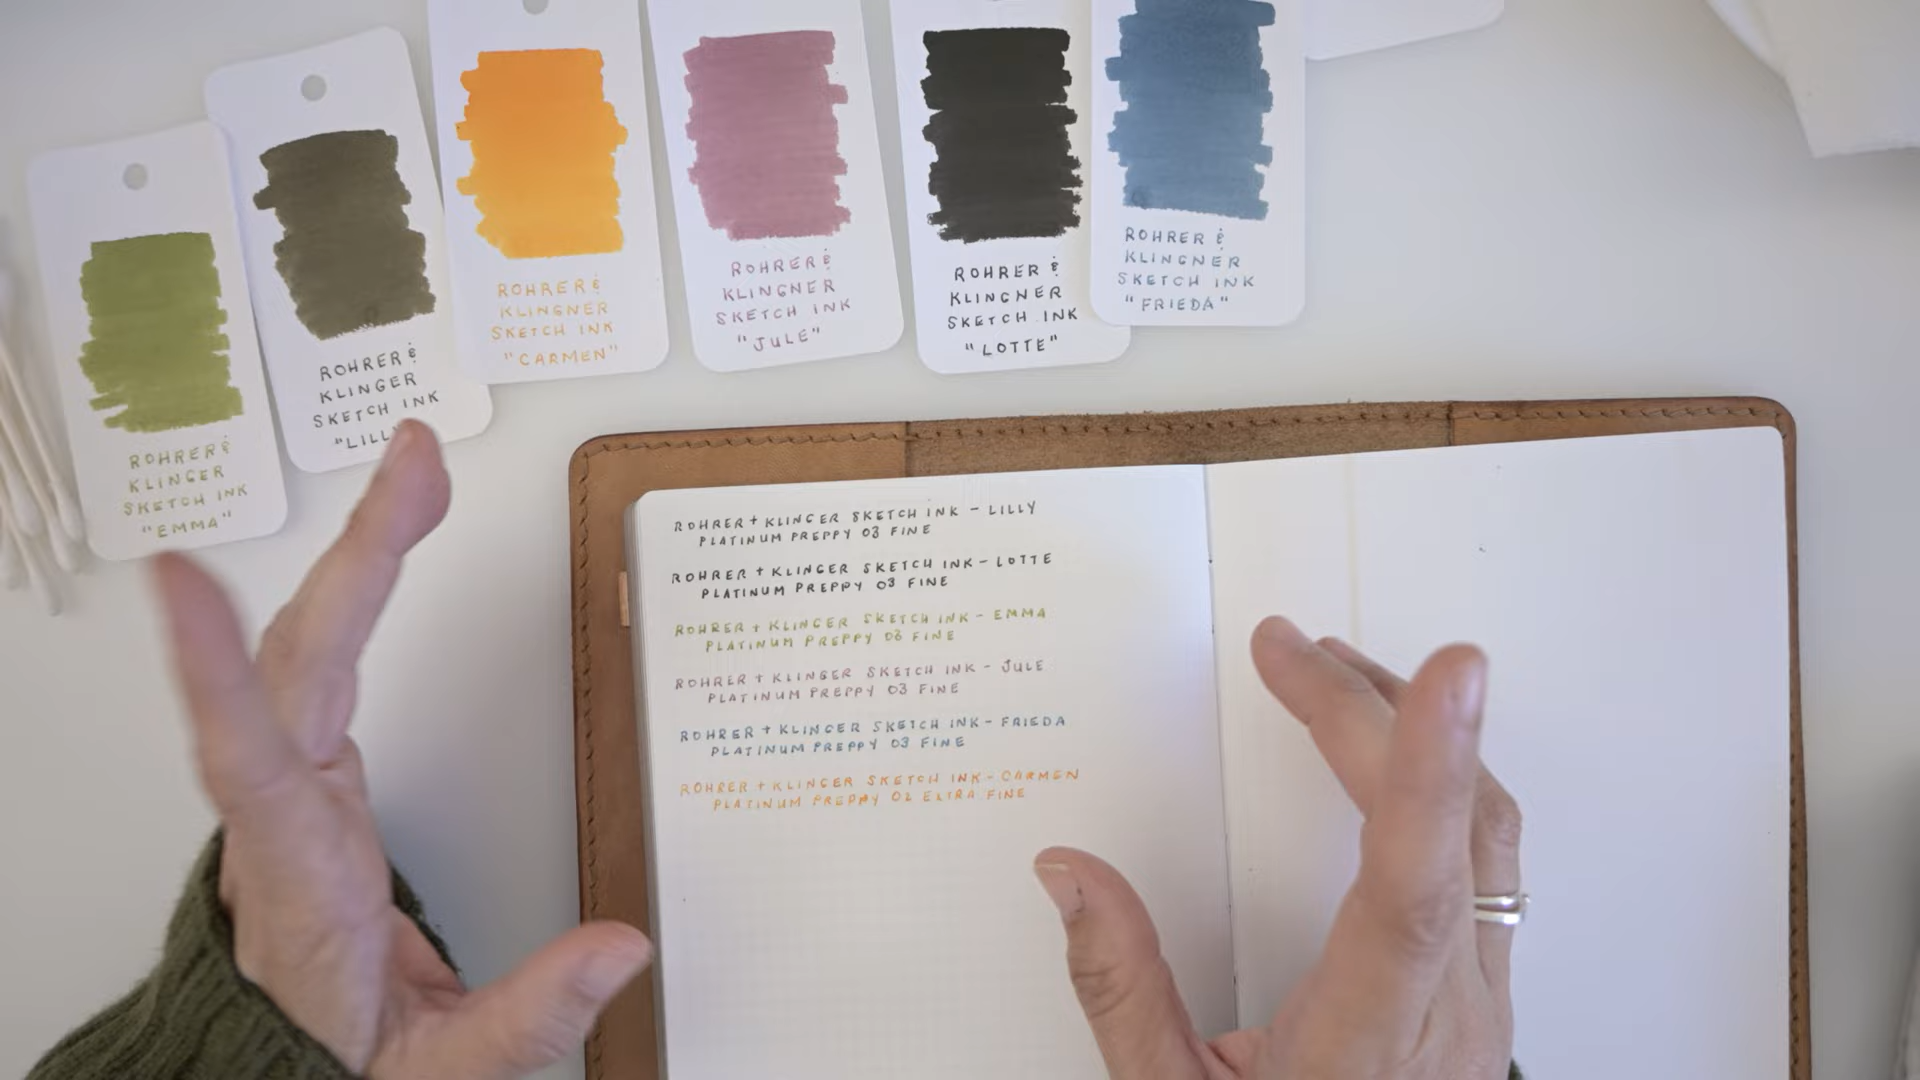 ROHRER &
KLINGER
SKETCH INK
"EMMA"
ROHRER &
KLINGER
SKETCH INK
"LILLY
ROHRER &
KLINGNER
SKETCH INK
"CARMEN"
ROHRER &
KLINGNER
SKETCH INK
"JULE"
ROHRER &
KLINGNER
SKETCH INK
"LOTTE"
ROHRER &
KLINGNER
SKETCH INK
"FRIEDA"
ROHRER + KLINGER SKETCH INK - LILLY
PLATINUM PREPPY 03 FINE
ROHRER + KLINGER SKETCH INK - LOTTE
PLATINUM PREPPY 03 FINE
ROHRER + KLINGER SKETCH INK - EMMA
PLATINUM PREPPY 03 FINE
ROHRER + KLINGER SKETCH INK - JULE
PLATINUM PREPPY 03 FINE
ROHRER + KLINGER SKETCH INK - FRIEDA
PLATINUM PREPPY 03 FINE
ROHRER + KLINGER SKETCH INK - CARMEN
PLATINUM PREPPY 02 EXTRA FINE